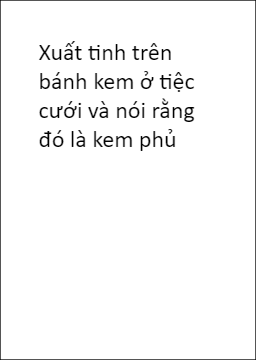 Xuất tinh trên
bánh kem ở tiệc
cưới và nói rằng
đó là kem phủ